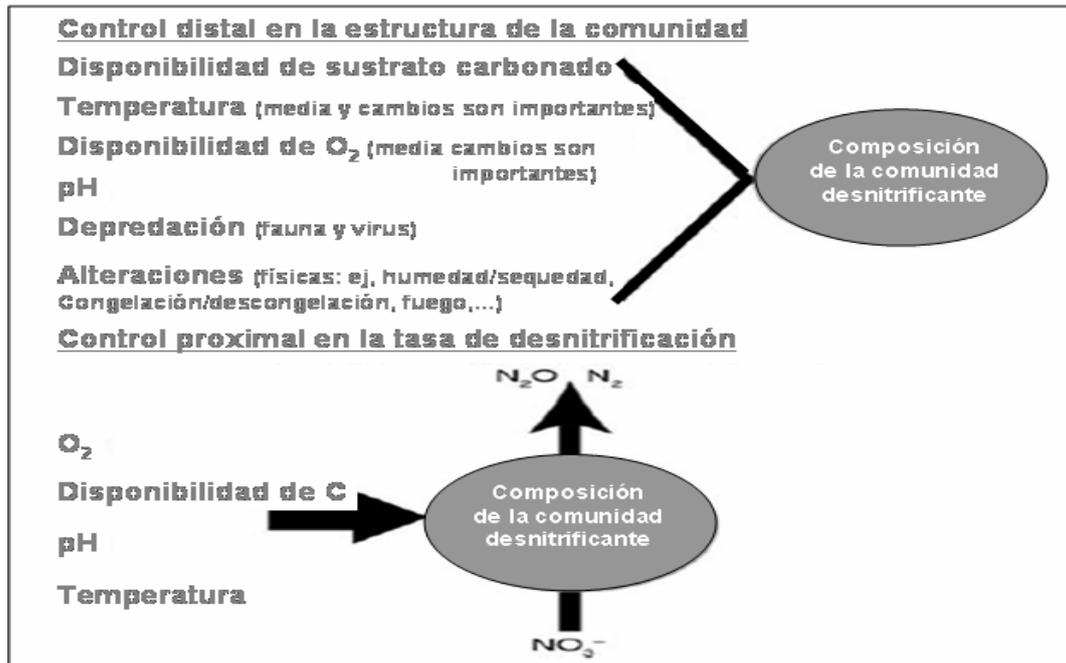 Control distal en la estructura de la comunidad
Disponibilidad de sustrato carbonado
Temperatura (media y cambios son importantes)
Disponibilidad de O₂ (media cambios son
importantes)
pH
Depredación (fauna y virus)
Alteraciones (físicas: ej, humedad/sequedad,
Congelación/descongelación, fuego,...)
Composición
de la comunidad
desnitrificante
Control proximal en la tasa de desnitrificación
N₂O N₂
O₂
Disponibilidad de C
pH
Temperatura
Composición
de la comunidad
desnitrificante
NO₃⁻